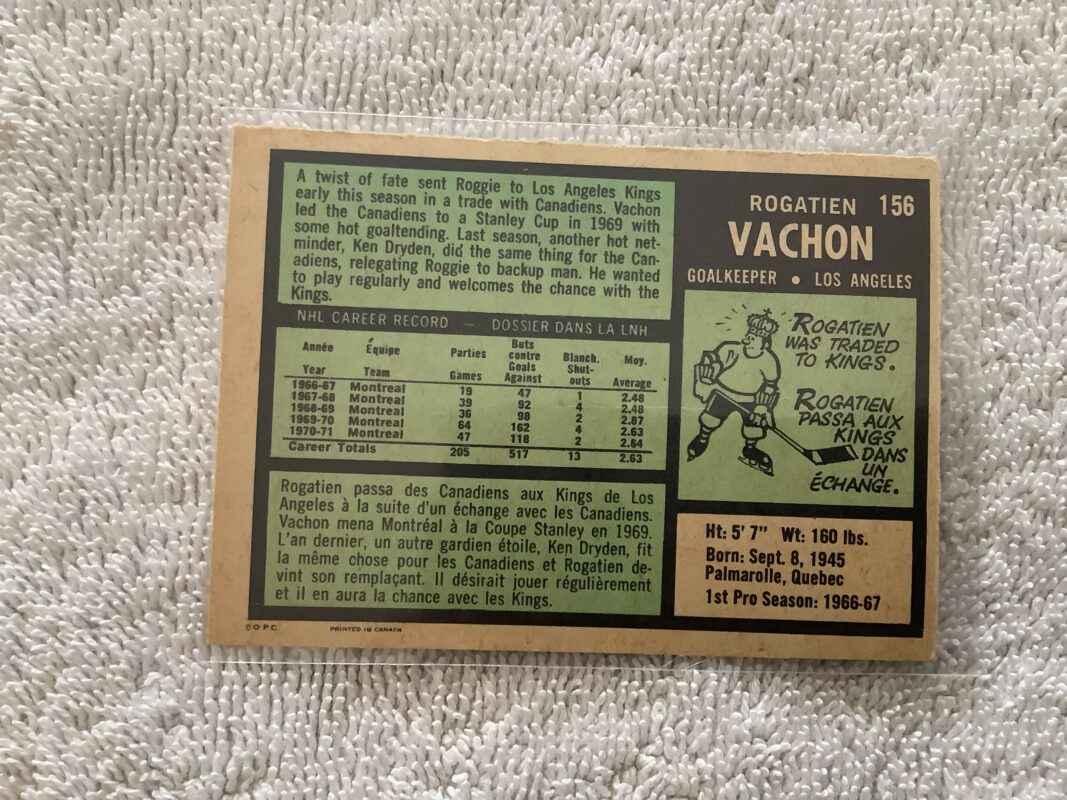 A twist of fate sent Roggie to Los Angeles Kings
early this season in a trade with Canadiens. Vachon
led the Canadiens to a Stanley Cup in 1969 with
some hot goaltending. Last season, another hot net-
minder, Ken Dryden, did the same thing for the Can-
adiens, relegating Roggie to backup man. He wanted
to play regularly and welcomes the chance with the
Kings.
NHL CAREER RECORD — DOSSIER DANS LA LNH
Année Équipe Parties Buts contre Blanch. Moy.
Year Team Games Goals Against Shut-outs Average
1966-67 Montreal 19 47 1 2.48
1967-68 Montreal 39 92 4 2.48
1968-69 Montreal 36 98 2 2.87
1969-70 Montreal 64 162 4 2.63
1970-71 Montreal 47 118 2 2.64
Career Totals 205 517 13 2.63
Rogatien passa des Canadiens aux Kings de Los
Angeles à la suite d'un échange avec les Canadiens.
Vachon mena Montréal à la Coupe Stanley en 1969.
L'an dernier, un autre gardien étoile, Ken Dryden, fit
la même chose pour les Canadiens et Rogatien de-
vint son remplaçant. Il désirait jouer régulièrement
et il en aura la chance avec les Kings.
© O.P.C. PRINTED IN CANADA
ROGATIEN 156
VACHON
GOALKEEPER • LOS ANGELES
ROGATIEN
WAS TRADED
TO KINGS.
ROGATIEN
PASSA AUX
KINGS
DANS
UN
ÉCHANGE.
Ht: 5' 7" Wt: 160 lbs.
Born: Sept. 8, 1945
Palmarolle, Quebec
1st Pro Season: 1966-67